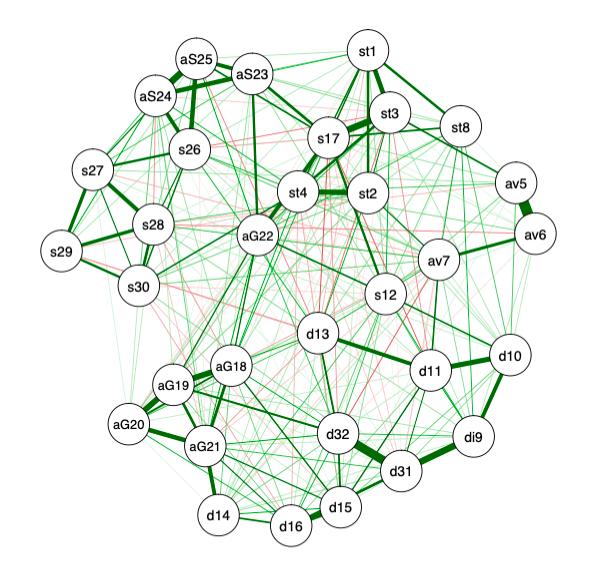 st1
aS25
aS23
aS24
st3
st8
s17
s26
s27
av5
st4
st2
s28
aG22
av6
s29
av7
s30
s12
d13
d10
aG18
d11
aG19
aG20
d32
di9
aG21
d31
d15
d14
d16